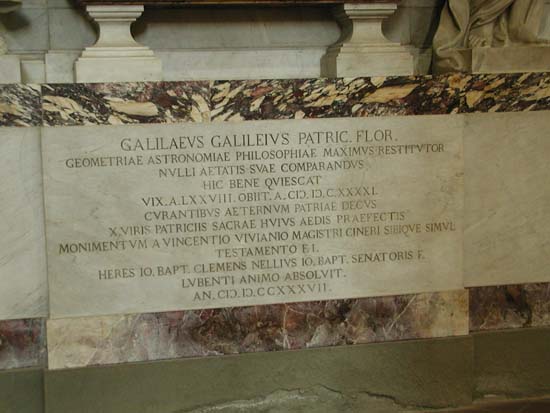 GALILAEVS GALILEIVS PATRIC. FLOR.
GEOMETRIAE ASTRONOMIAE PHILOSOPHIAE MAXIMVS RESTITVTOR
NVLLI AETATIS SVAE COMPARANDVS
HIC BENE QVIESCAT
VIX. A. LXXVIII. OBIIT. A. CIↃ. IↃ. C. XXXXI.
CVRANTIBVS AETERNVM PATRIAE DECVS
X. VIRIS PATRICIIS SACRAE HVIVS AEDIS PRAEFECTIS
MONIMENTVM A VINCENTIO VIVIANIO MAGISTRI CINERI SIBIQVE SIMVL
TESTAMENTO F. I.
HERES IO. BAPT. CLEMENS NELLIVS IO. BAPT. SENATORIS F.
LVBENTI ANIMO ABSOLVIT.
AN. CIↃ. IↃ. CCXXXVII.